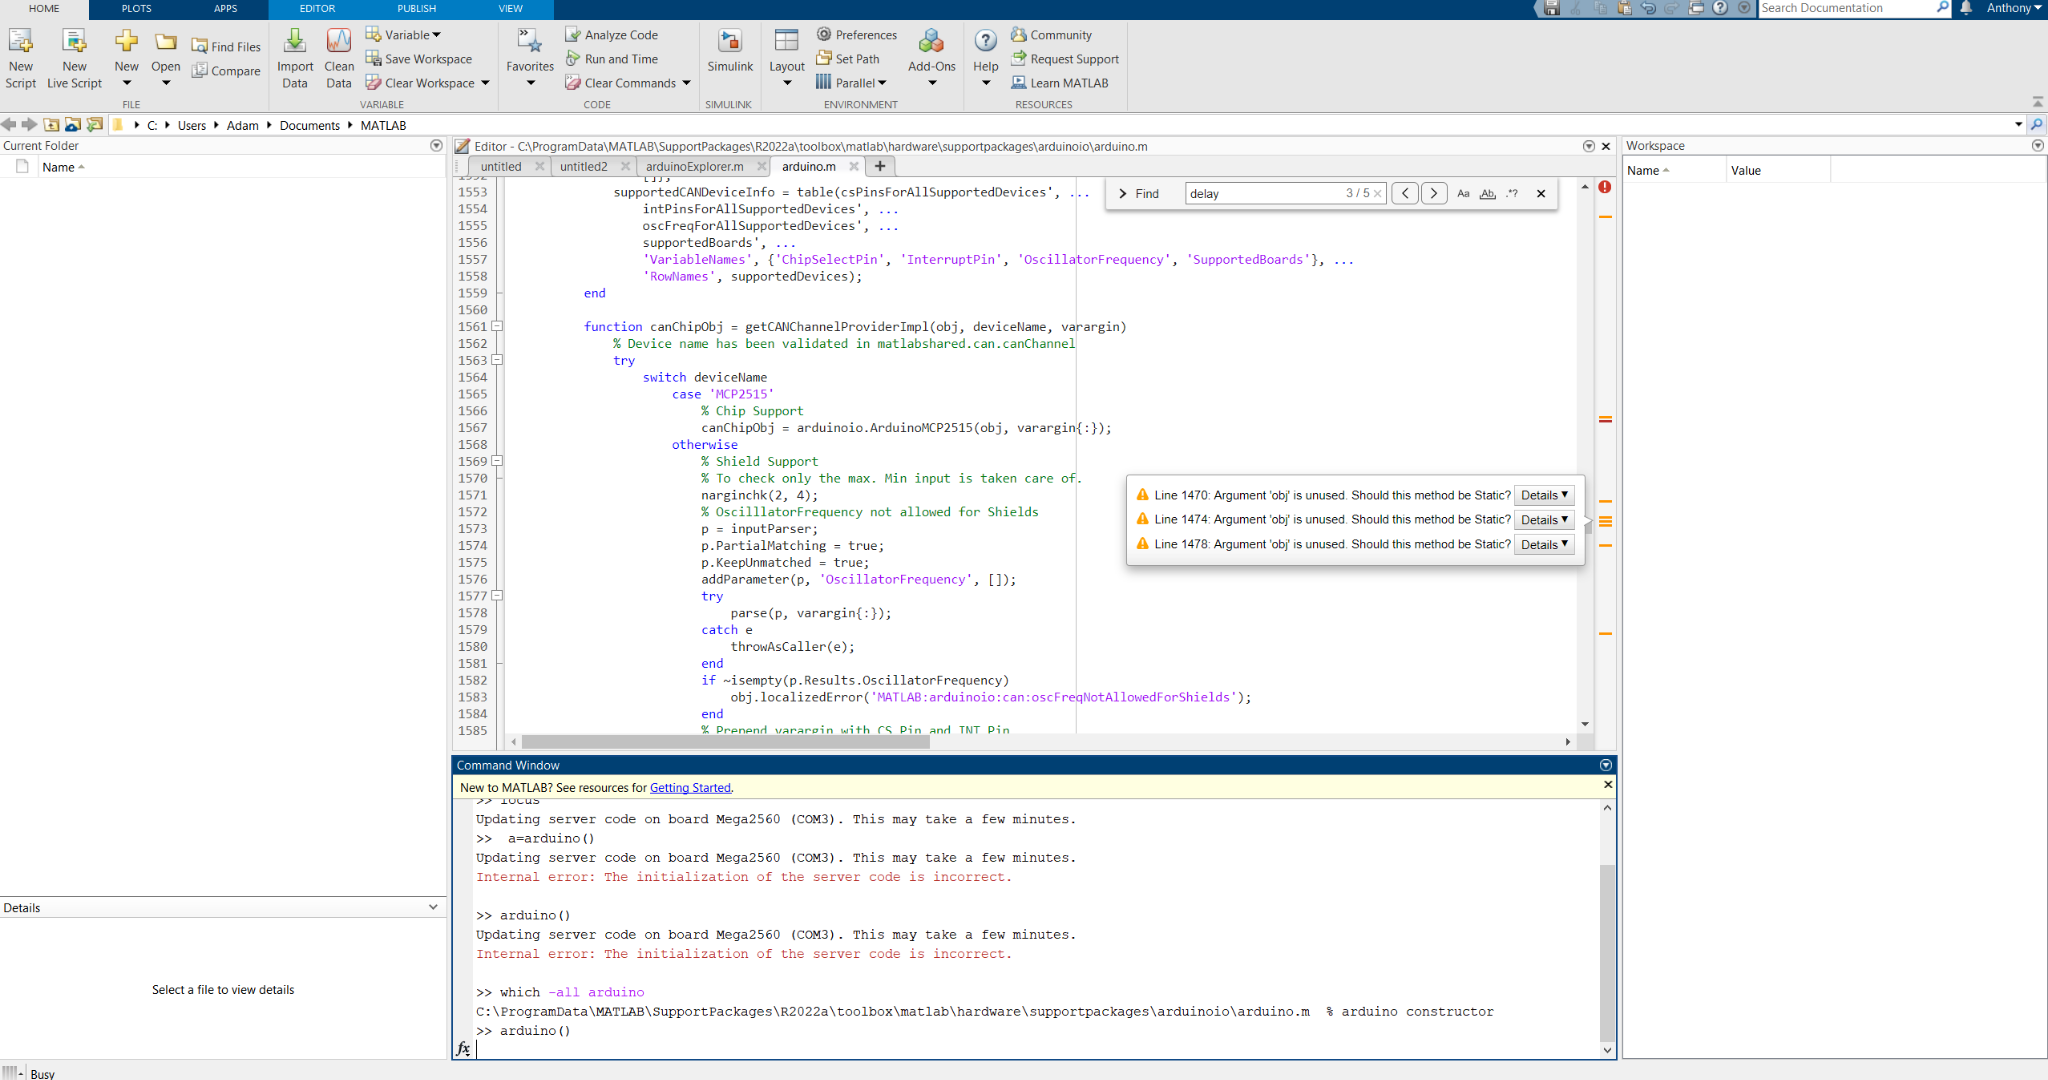 HOME PLOTS APPS EDITOR PUBLISH VIEW Search Documentation Anthony
New Script New Live Script New Open Find Files Compare
FILE
Import Data Clean Data Variable Save Workspace Clear Workspace
VARIABLE
Favorites Analyze Code Run and Time Clear Commands
CODE
Simulink
SIMULINK
Layout Preferences Set Path Parallel Add-Ons
ENVIRONMENT
Help Community Request Support Learn MATLAB
RESOURCES
C: Users Adam Documents MATLAB
Current Folder
Name
Editor - C:\ProgramData\MATLAB\SupportPackages\R2022a\toolbox\matlab\hardware\supportpackages\arduinoio\arduino.m
untitled untitled2 arduinoExplorer.m arduino.m +
Find delay 3 / 5 Aa Ab .*?
1553 supportedCANDeviceInfo = table(csPinsForAllSupportedDevices', ...
1554 intPinsForAllSupportedDevices', ...
1555 oscFreqForAllSupportedDevices', ...
1556 supportedBoards', ...
1557 'VariableNames', {'ChipSelectPin', 'InterruptPin', 'OscillatorFrequency', 'SupportedBoards'}, ...
1558 'RowNames', supportedDevices);
1559 end
1560
1561 function canChipObj = getCANChannelProviderImpl(obj, deviceName, varargin)
1562 % Device name has been validated in matlabshared.can.canChannel
1563 try
1564 switch deviceName
1565 case 'MCP2515'
1566 % Chip Support
1567 canChipObj = arduinoio.ArduinoMCP2515(obj, varargin{:});
1568 otherwise
1569 % Shield Support
1570 % To check only the max. Min input is taken care of.
1571 narginchk(2, 4);
1572 % OscilllatorFrequency not allowed for Shields
1573 p = inputParser;
1574 p.PartialMatching = true;
1575 p.KeepUnmatched = true;
1576 addParameter(p, 'OscillatorFrequency', []);
1577 try
1578 parse(p, varargin{:});
1579 catch e
1580 throwAsCaller(e);
1581 end
1582 if ~isempty(p.Results.OscillatorFrequency)
1583 obj.localizedError('MATLAB:arduinoio:can:oscFreqNotAllowedForShields');
1584 end
1585 % Prepend varargin with CS Pin and INT Pin
Line 1470: Argument 'obj' is unused. Should this method be Static? Details
Line 1474: Argument 'obj' is unused. Should this method be Static? Details
Line 1478: Argument 'obj' is unused. Should this method be Static? Details
Workspace
Name Value
Command Window
New to MATLAB? See resources for Getting Started.
>> locus
Updating server code on board Mega2560 (COM3). This may take a few minutes.
>> a=arduino()
Updating server code on board Mega2560 (COM3). This may take a few minutes.
Internal error: The initialization of the server code is incorrect.
>> arduino()
Updating server code on board Mega2560 (COM3). This may take a few minutes.
Internal error: The initialization of the server code is incorrect.
>> which -all arduino
C:\ProgramData\MATLAB\SupportPackages\R2022a\toolbox\matlab\hardware\supportpackages\arduinoio\arduino.m % arduino constructor
>> arduino()
fx
Details
Select a file to view details
Busy